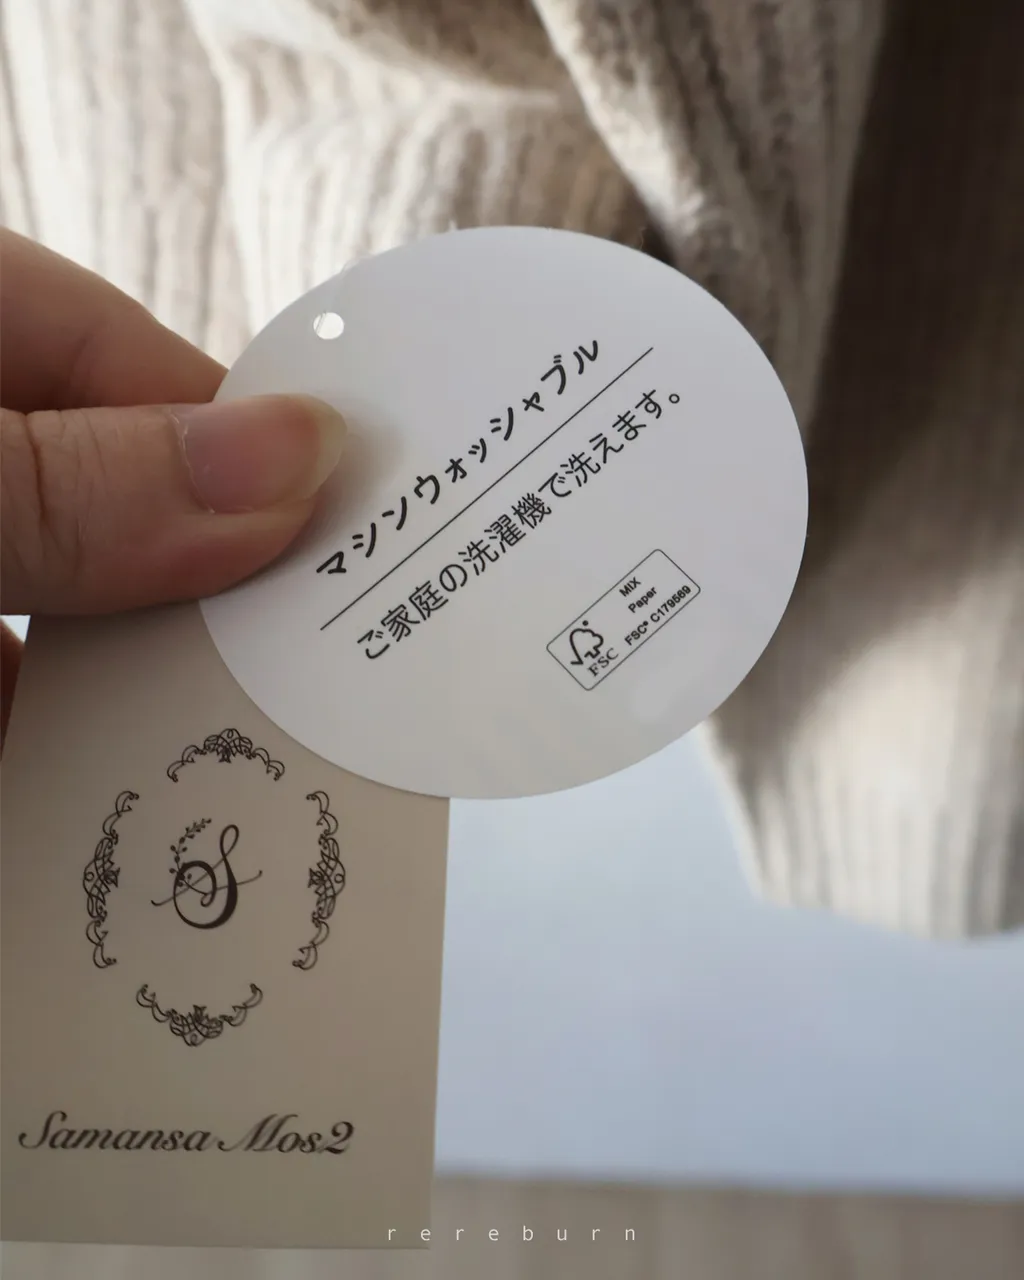 マシンウォッシャブル
ご家庭の洗濯機で洗えます。
FSC
MIX
Paper
FSC® C179569
S
Samansa Mos2
rereburn